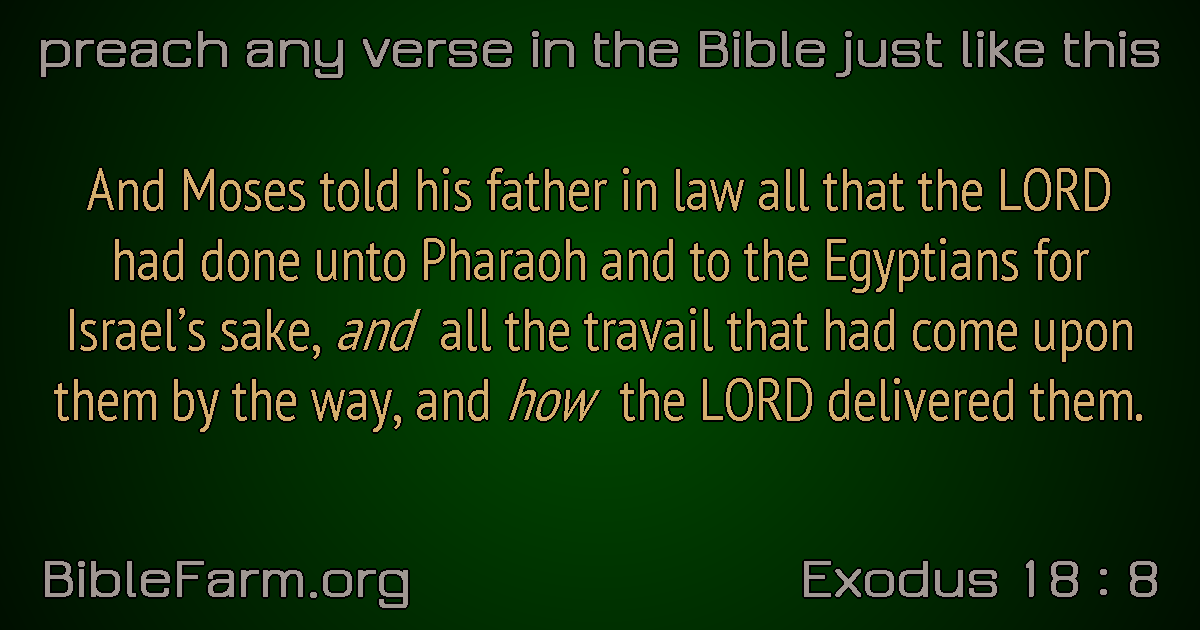 preach any verse in the Bible just like this
And Moses told his father in law all that the LORD
had done unto Pharaoh and to the Egyptians for
Israel’s sake, and all the travail that had come upon
them by the way, and how the LORD delivered them.
BibleFarm.org
Exodus 18 : 8